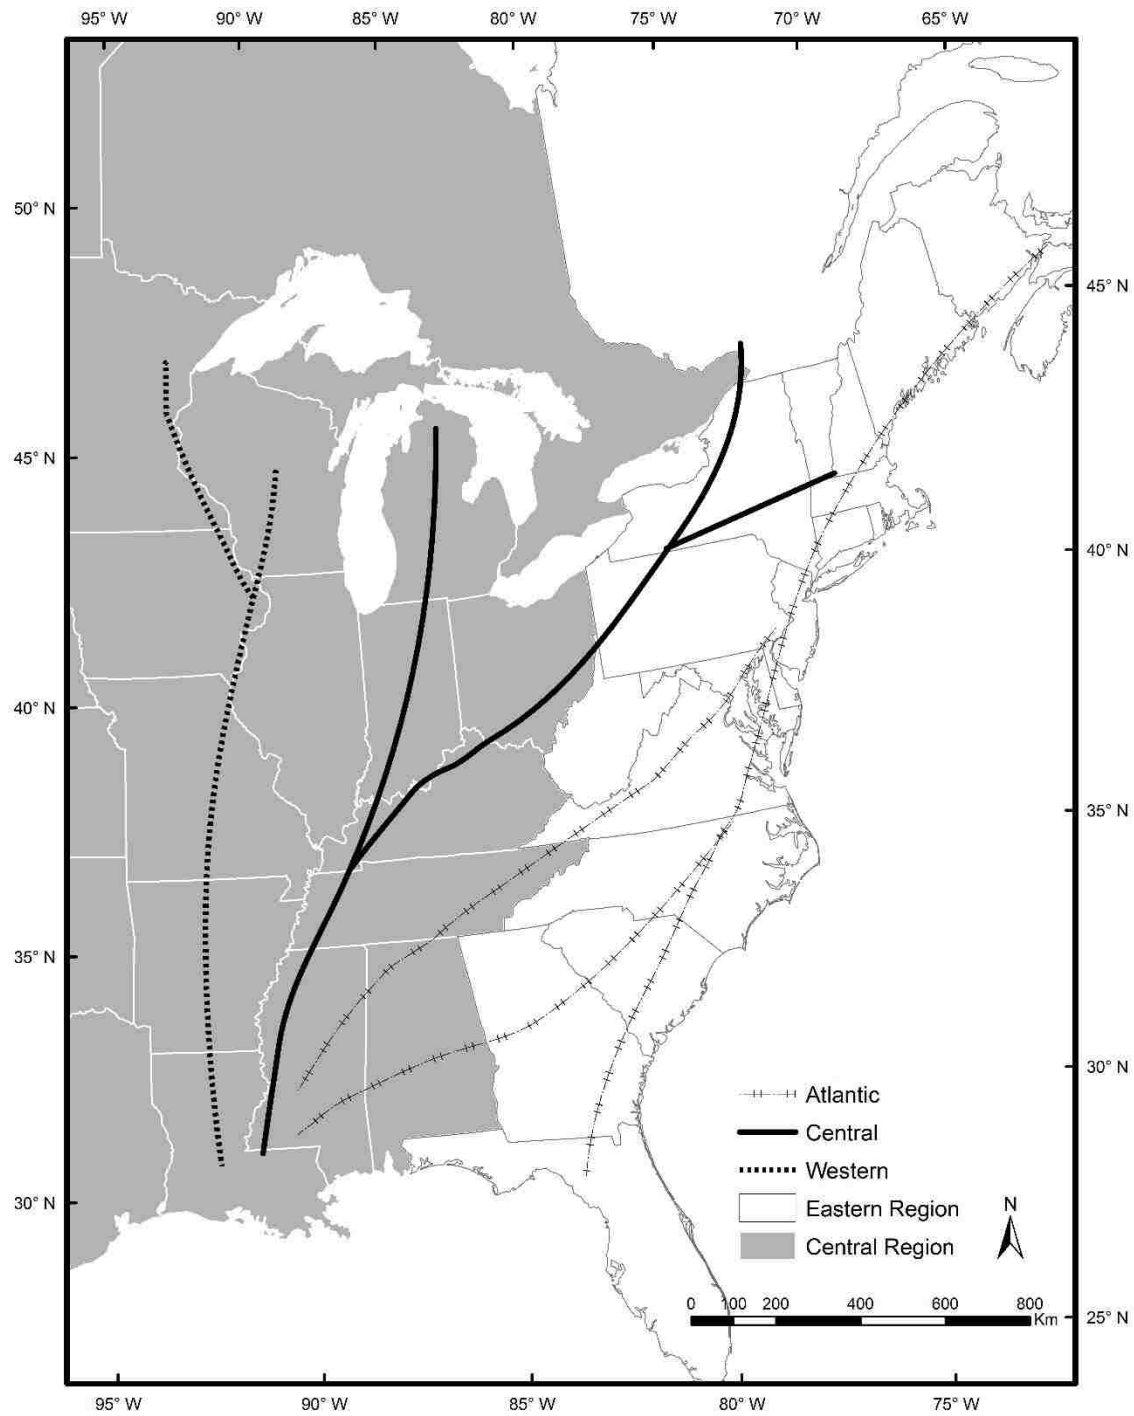 95° W 90° W 85° W 80° W 75° W 70° W 65° W
50° N
45° N
45° N
40° N
40° N
35° N
35° N
30° N
Atlantic
Central
Western
30° N
Eastern Region
N
Central Region
0 100 200 400 600 800
Km
25° N
95° W 90° W 85° W 80° W 75° W